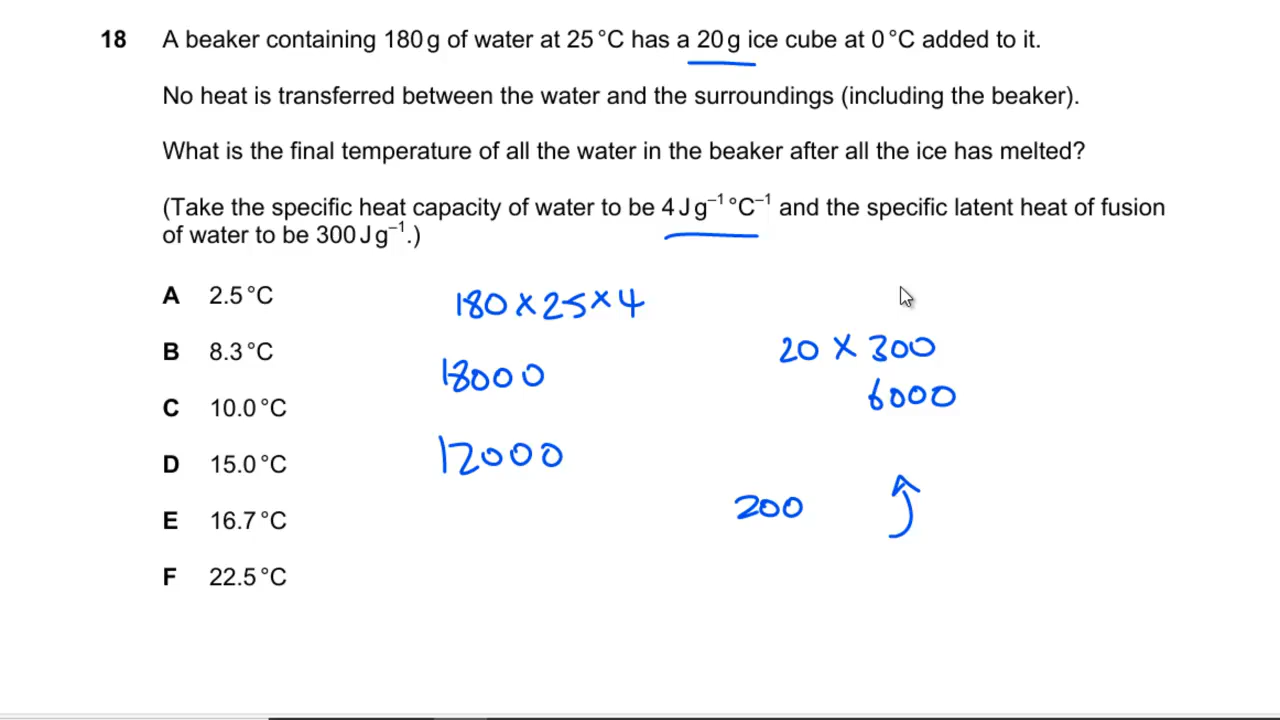 18 A beaker containing 180 g of water at 25 °C has a 20 g ice cube at 0 °C added to it.
No heat is transferred between the water and the surroundings (including the beaker).
What is the final temperature of all the water in the beaker after all the ice has melted?
(Take the specific heat capacity of water to be 4 J g⁻¹ °C⁻¹ and the specific latent heat of fusion
of water to be 300 J g⁻¹.)
A 2.5 °C
B 8.3 °C
C 10.0 °C
D 15.0 °C
E 16.7 °C
F 22.5 °C
180 × 25 × 4
18000
12000
20 × 300
6000
200